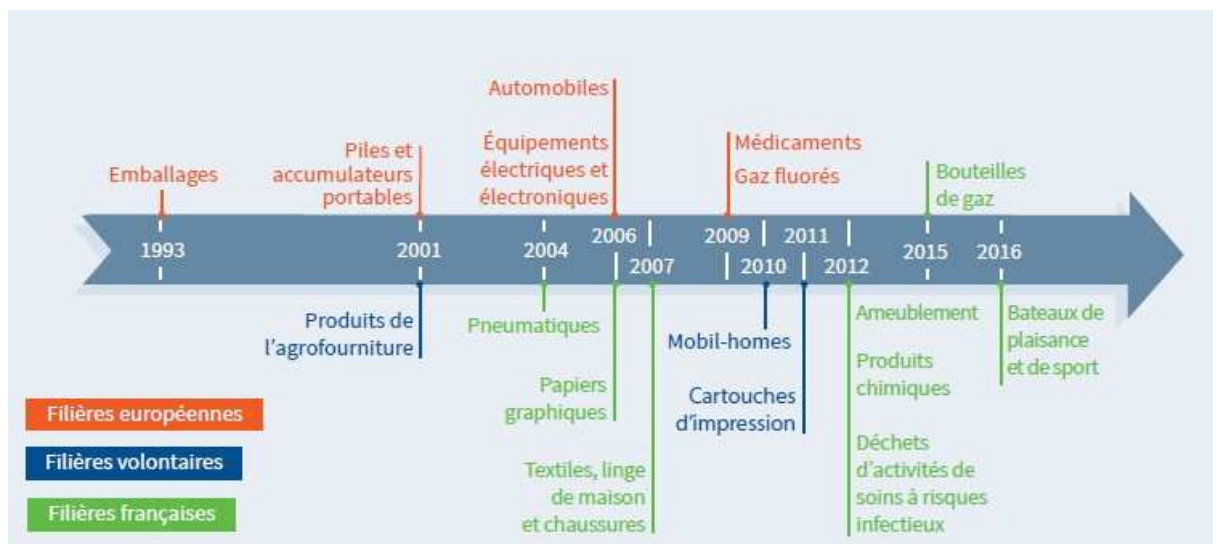 Automobiles
Emballages
Piles et
accumulateurs
portables
Équipements
électriques et
électroniques
Médicaments
Gaz fluorés
Bouteilles
de gaz
1993
2001
2004
2006
2007
2009
2010
2011
2012
2015
2016
Produits de
l'agrofourniture
Pneumatiques
Papiers
graphiques
Textiles, linge
de maison
et chaussures
Mobil-homes
Cartouches
d'impression
Ameublement
Produits
chimiques
Déchets
d'activités de
soins à risques
infectieux
Bateaux de
plaisance
et de sport
Filières européennes
Filières volontaires
Filières françaises